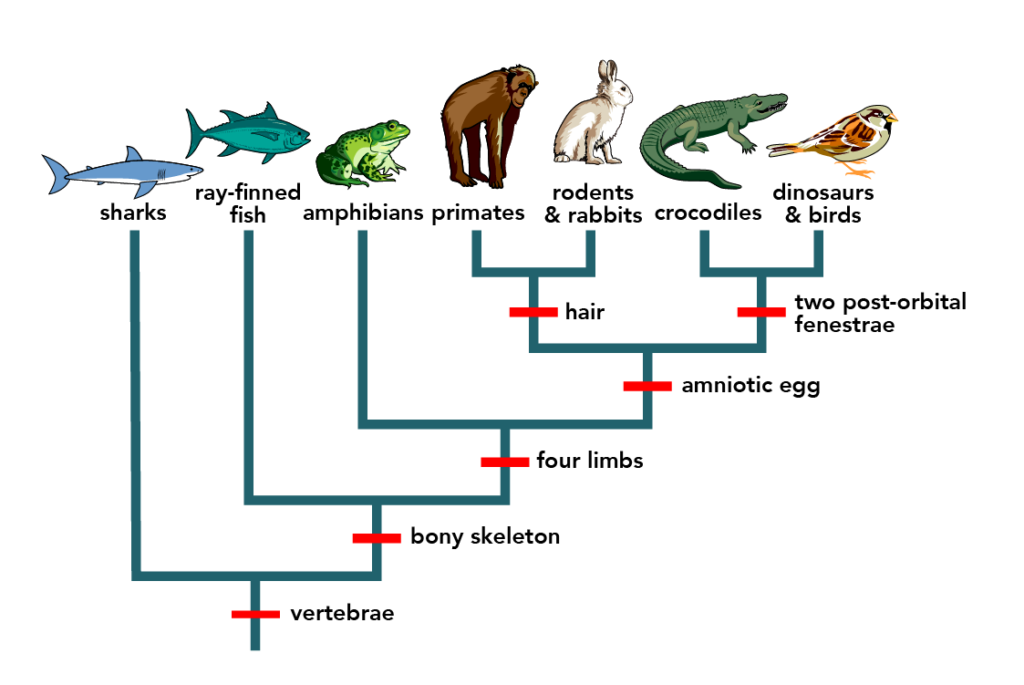 sharks
ray-finned
fish
amphibians
primates
rodents
& rabbits
crocodiles
dinosaurs
& birds
hair
two post-orbital
fenestrae
amniotic egg
four limbs
bony skeleton
vertebrae